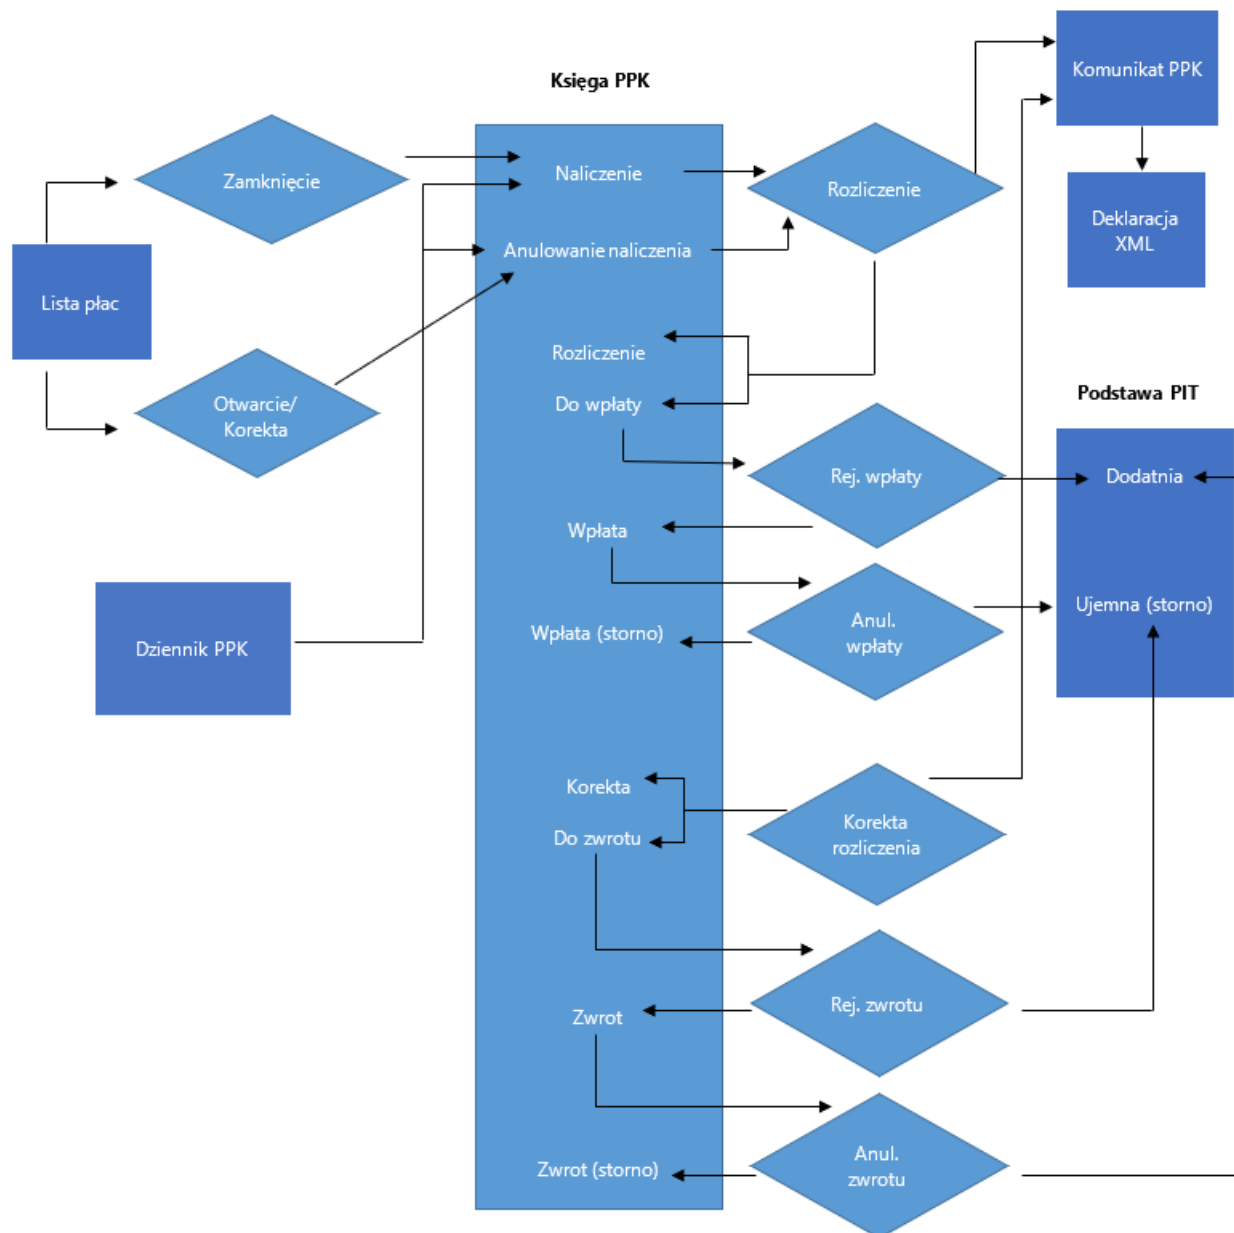 Komunikat PPK
Księga PPK
Zamknięcie
Naliczenie
Rozliczenie
Deklaracja
XML
Anulowanie naliczenia
Lista płac
Rozliczenie
Otwarcie/
Korekta
Do wpłaty
Podstawa PIT
Rej. wpłaty
Dodatnia
Wpłata
Ujemna (storno)
Wpłata (storno)
Anul.
wpłaty
Dziennik PPK
Korekta
Do zwrotu
Korekta
rozliczenia
Zwrot
Rej. zwrotu
Zwrot (storno)
Anul.
zwrotu